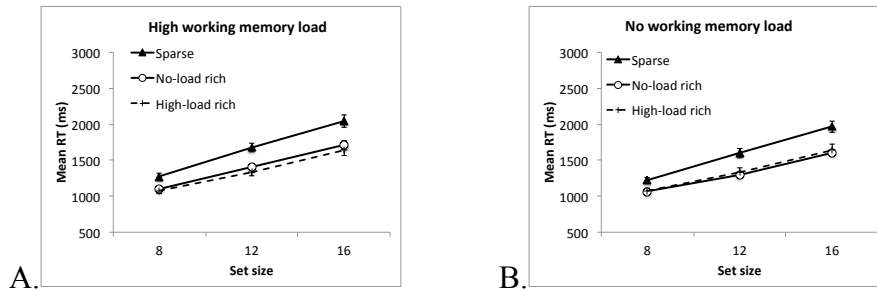 High working memory load
3000
2500
2000
1500
1000
500
Mean RT (ms)
Sparse
No-load rich
High-load rich
8 12 16
Set size
A.
No working memory load
3000
2500
2000
1500
1000
500
Mean RT (ms)
Sparse
No-load rich
High-load rich
8 12 16
Set size
B.